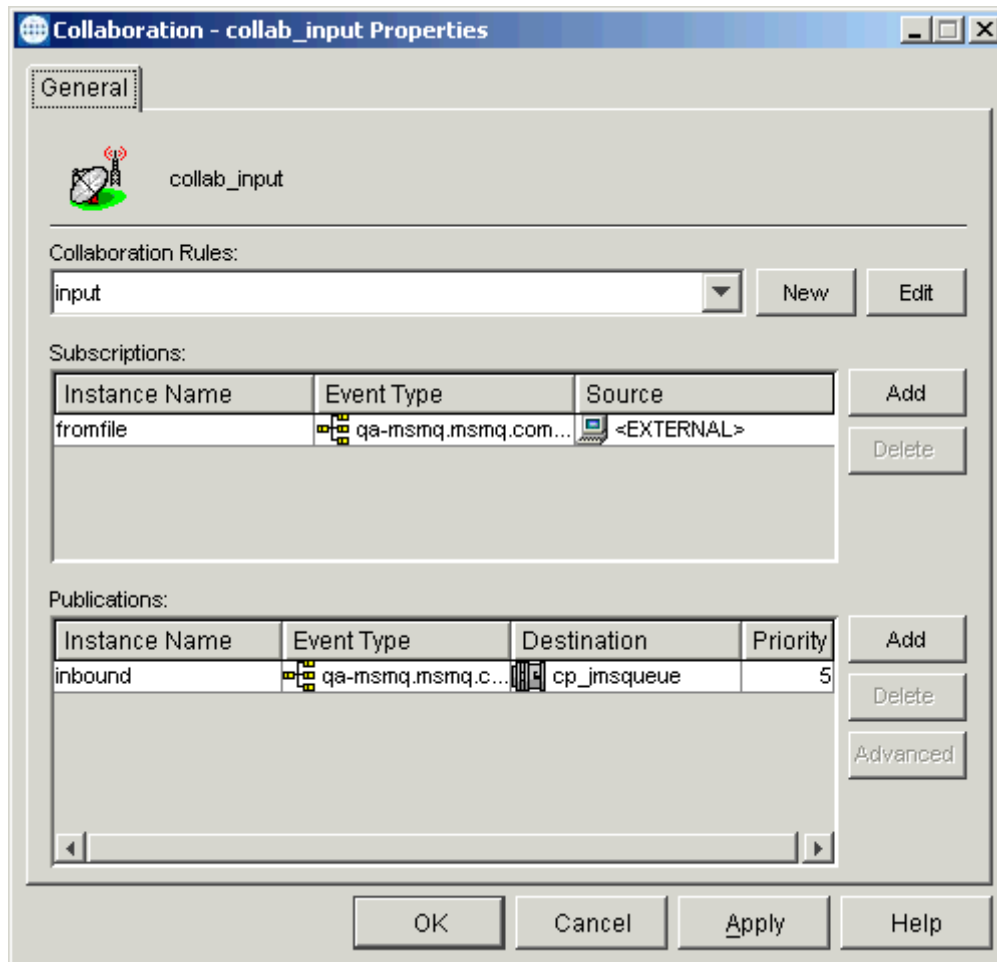 Collaboration - collab_input Properties
General
collab_input
Collaboration Rules:
input New Edit
Subscriptions:
Instance Name Event Type Source Add
fromfile qa-msmq.msmq.com... <EXTERNAL>
Delete
Publications:
Instance Name Event Type Destination Priority Add
inbound qa-msmq.msmq.c... cp_jmsqueue 5
Delete
Advanced
OK Cancel Apply Help